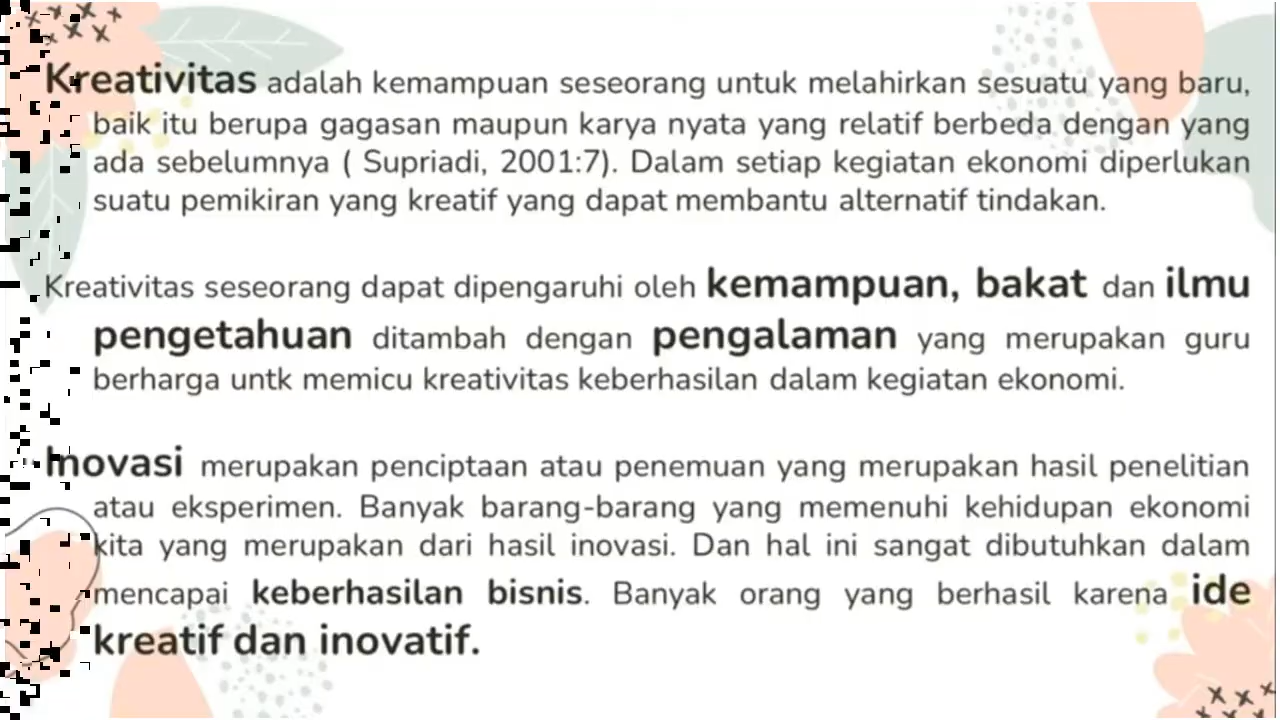 Kreativitas adalah kemampuan seseorang untuk melahirkan sesuatu yang baru,
baik itu berupa gagasan maupun karya nyata yang relatif berbeda dengan yang
ada sebelumnya ( Supriadi, 2001:7). Dalam setiap kegiatan ekonomi diperlukan
suatu pemikiran yang kreatif yang dapat membantu alternatif tindakan.
Kreativitas seseorang dapat dipengaruhi oleh kemampuan, bakat dan ilmu
pengetahuan ditambah dengan pengalaman yang merupakan guru
berharga untk memicu kreativitas keberhasilan dalam kegiatan ekonomi.
Inovasi merupakan penciptaan atau penemuan yang merupakan hasil penelitian
atau eksperimen. Banyak barang-barang yang memenuhi kehidupan ekonomi
kita yang merupakan dari hasil inovasi. Dan hal ini sangat dibutuhkan dalam
mencapai keberhasilan bisnis. Banyak orang yang berhasil karena ide
kreatif dan inovatif.